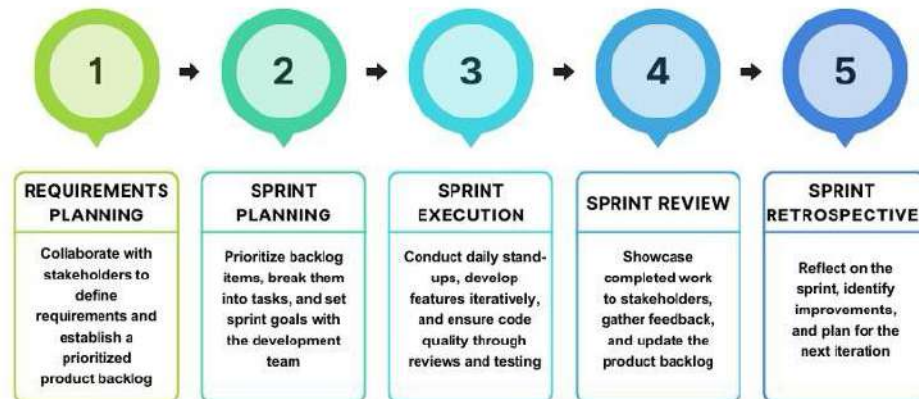 1
2
3
4
5
REQUIREMENTS
PLANNING
Collaborate with
stakeholders to
define
requirements and
establish a
prioritized
product backlog
SPRINT
PLANNING
Prioritize backlog
items, break them
into tasks, and set
sprint goals with
the development
team
SPRINT
EXECUTION
Conduct daily stand-
ups, develop
features iteratively,
and ensure code
quality through
reviews and testing
SPRINT REVIEW
Showcase
completed work
to stakeholders,
gather feedback,
and update the
product backlog
SPRINT
RETROSPECTIVE
Reflect on the
sprint, identify
improvements,
and plan for the
next iteration